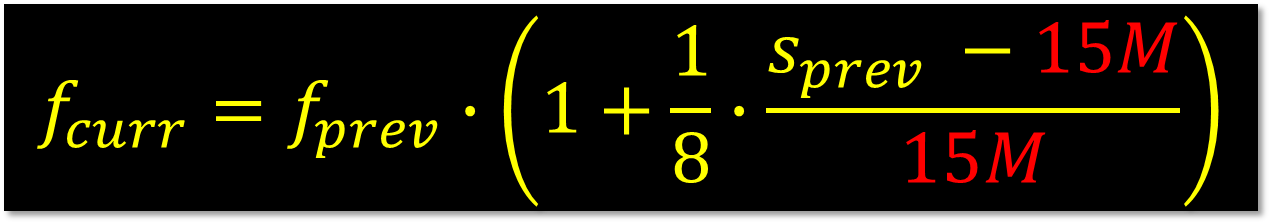 f_curr = f_prev · (1 + 1/8 · (s_prev − 15M)/15M)